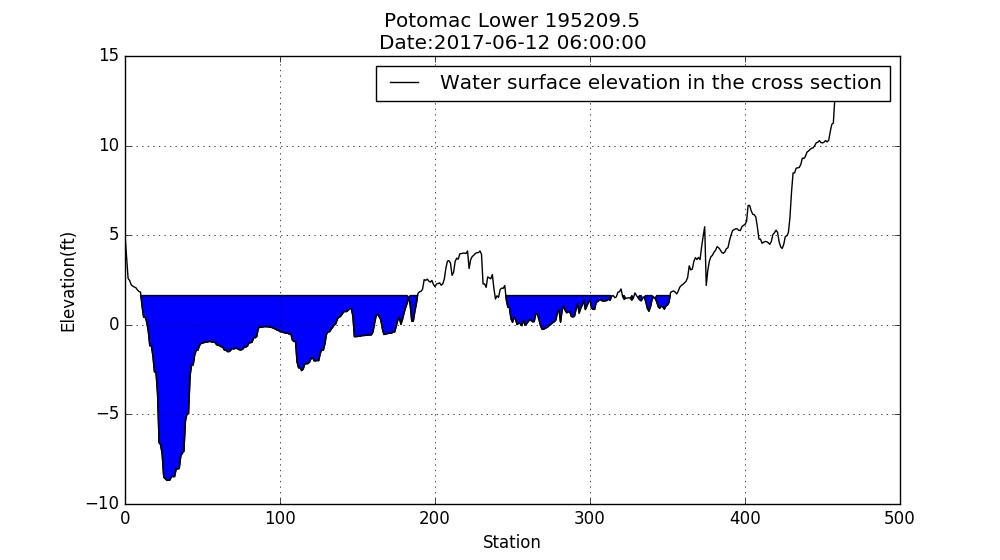 Potomac Lower 195209.5
Date:2017-06-12 06:00:00
Water surface elevation in the cross section
15
10
5
0
−5
−10
Elevation(ft)
0 100 200 300 400 500
Station